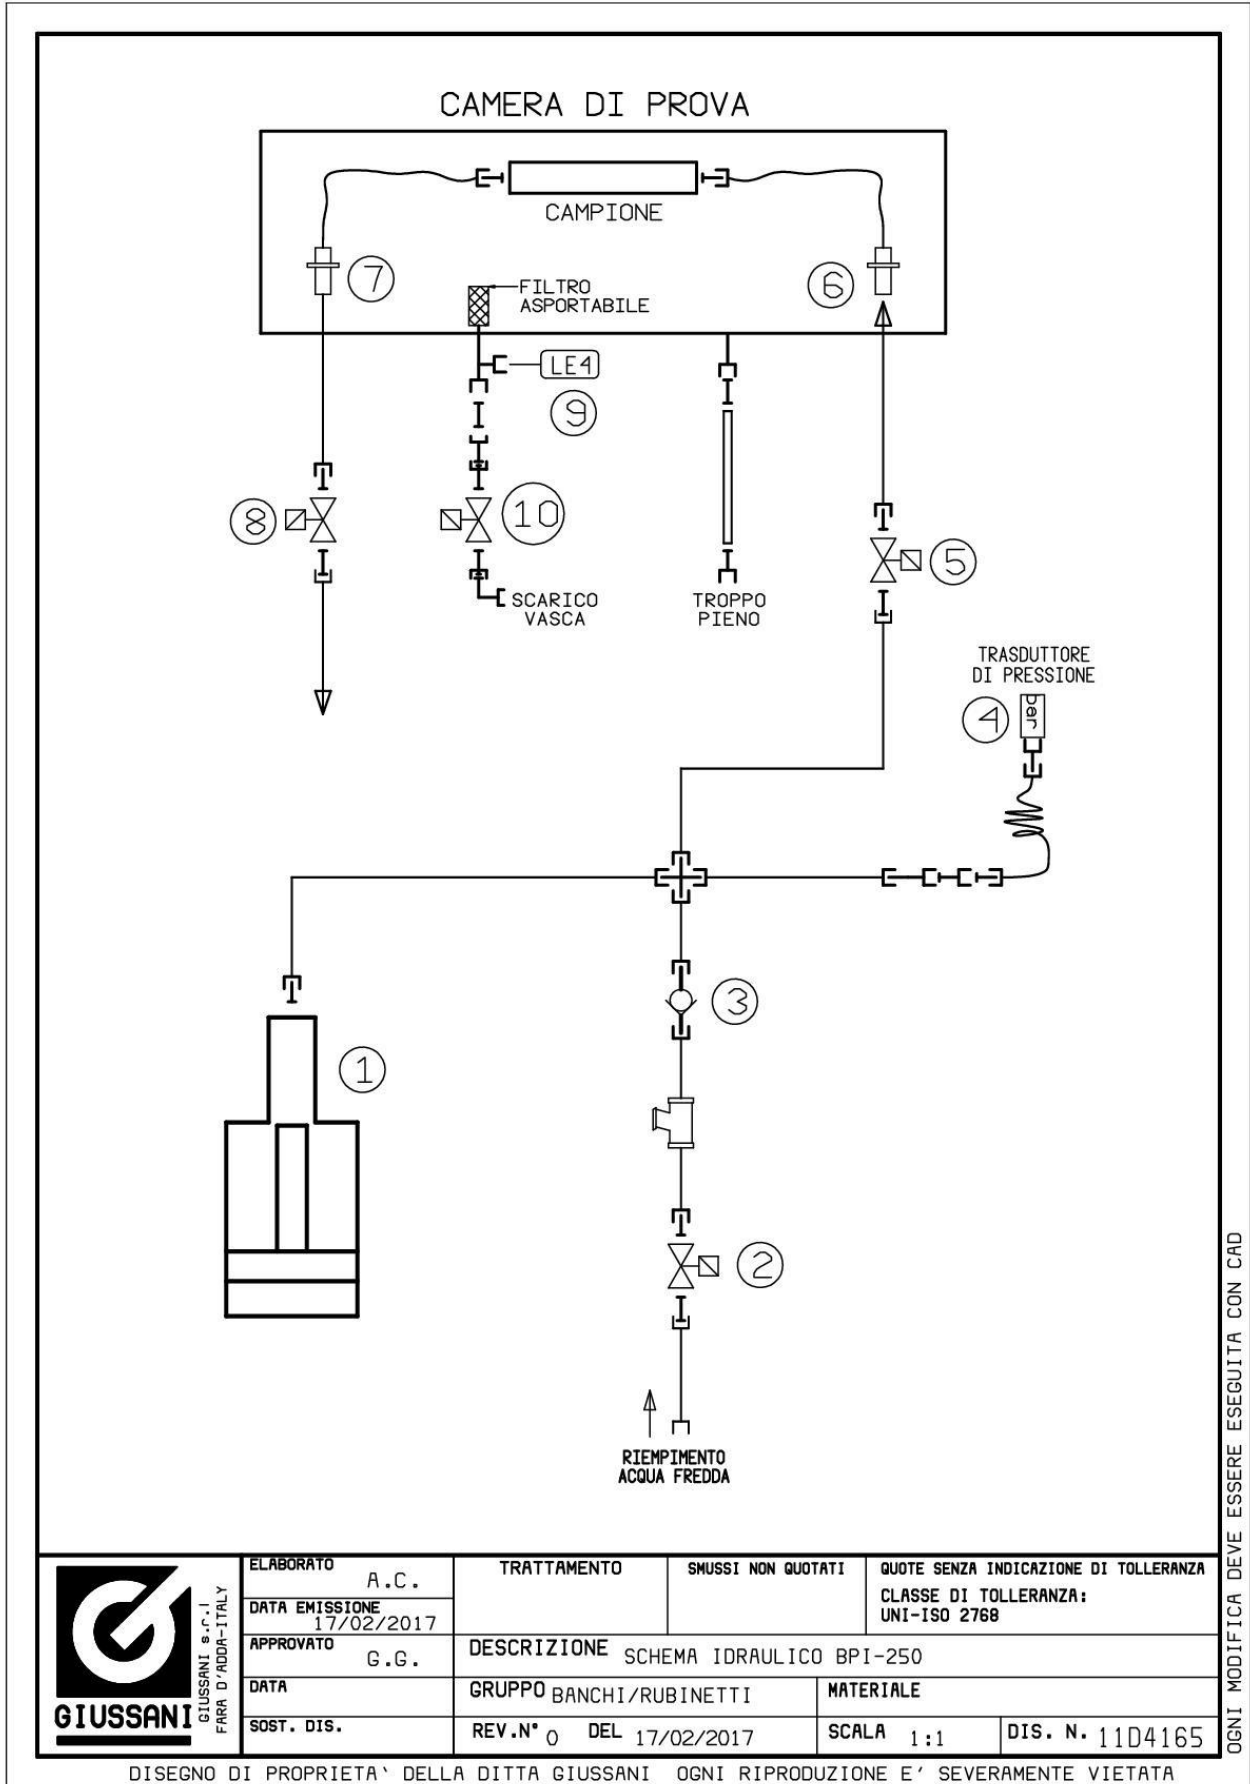 CAMERA DI PROVA
CAMPIONE
7
6
FILTRO
ASPORTABILE
LE4
9
8
10
5
SCARICO
VASCA
TROPPO
PIENO
TRASDUTTORE
DI PRESSIONE
4
bar
3
1
2
RIEMPIMENTO
ACQUA FREDDA
OGNI MODIFICA DEVE ESSERE ESEGUITA CON CAD
GIUSSANI
GIUSSANI s.r.l
FARA D'ADDA-ITALY
ELABORATO A.C.
DATA EMISSIONE
17/02/2017
APPROVATO G.G.
DATA
SOST. DIS.
TRATTAMENTO
SMUSSI NON QUOTATI
QUOTE SENZA INDICAZIONE DI TOLLERANZA
CLASSE DI TOLLERANZA:
UNI-ISO 2768
DESCRIZIONE SCHEMA IDRAULICO BPI-250
GRUPPO BANCHI/RUBINETTI
MATERIALE
REV.N° 0 DEL 17/02/2017
SCALA 1:1
DIS. N. 11D4165
DISEGNO DI PROPRIETA' DELLA DITTA GIUSSANI OGNI RIPRODUZIONE E' SEVERAMENTE VIETATA